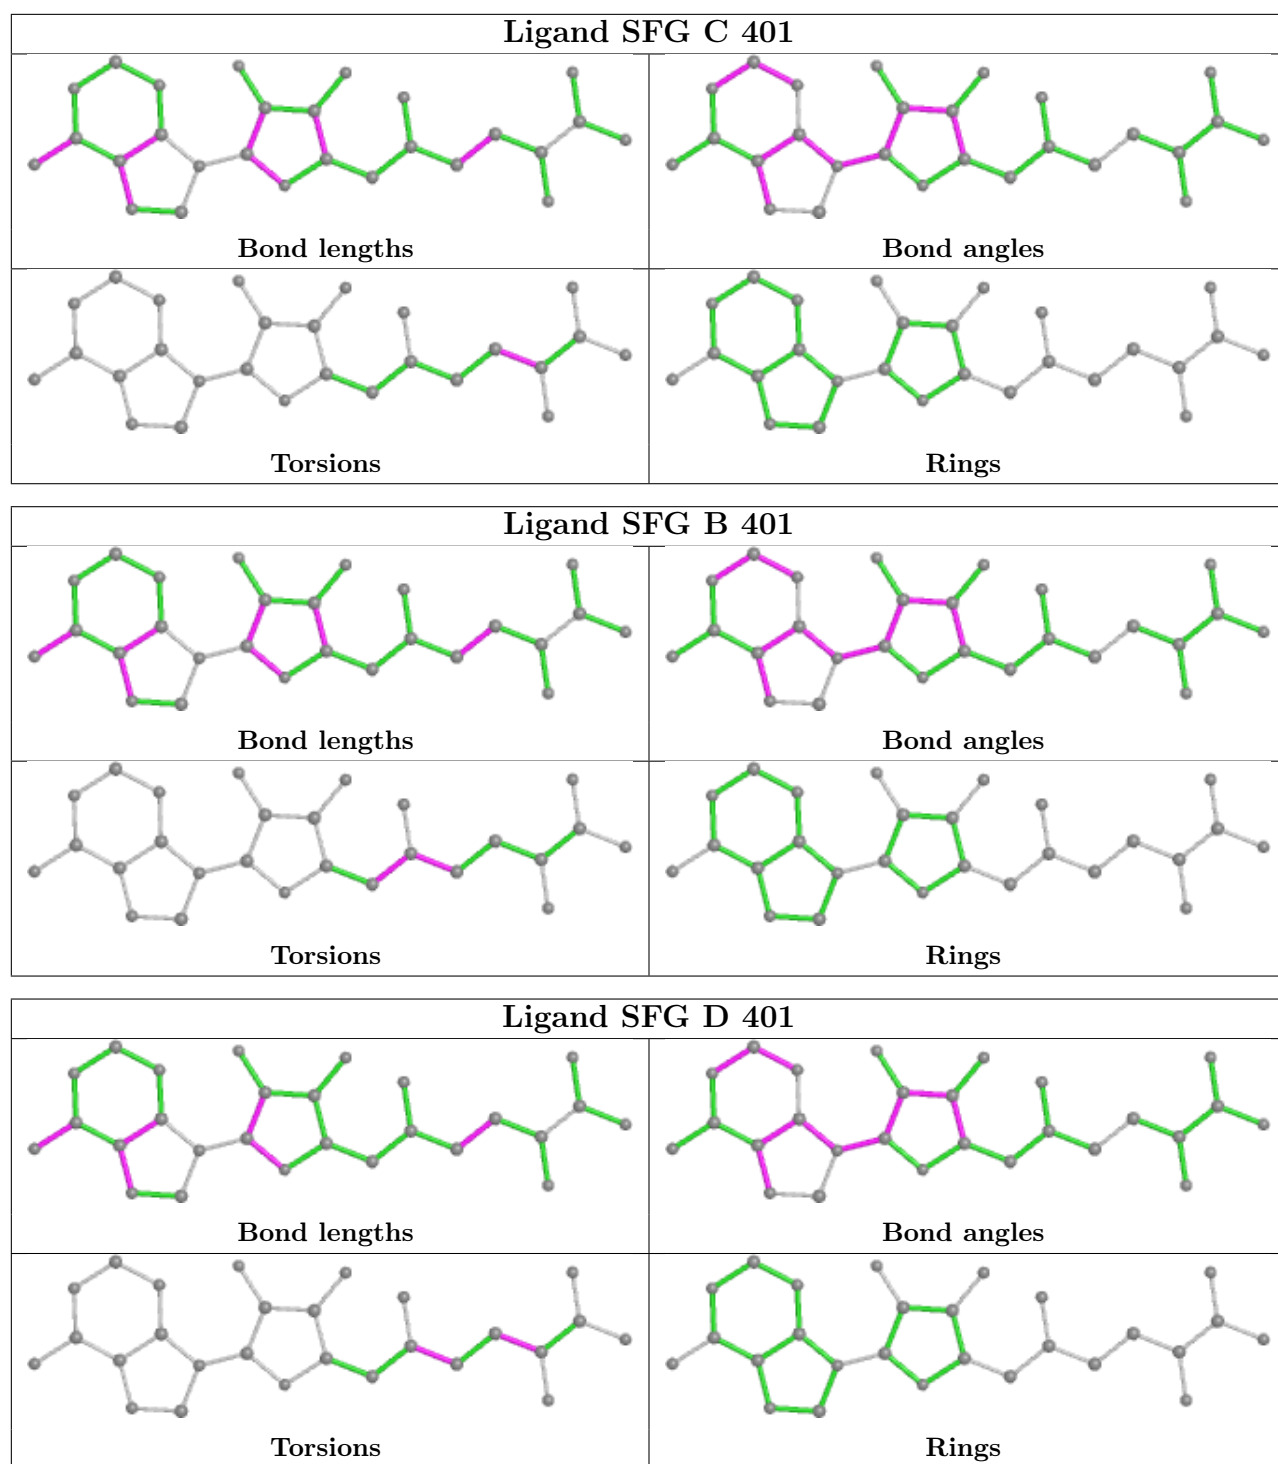 Ligand SFG C 401
Bond lengths
Bond angles
Torsions
Rings
Ligand SFG B 401
Bond lengths
Bond angles
Torsions
Rings
Ligand SFG D 401
Bond lengths
Bond angles
Torsions
Rings